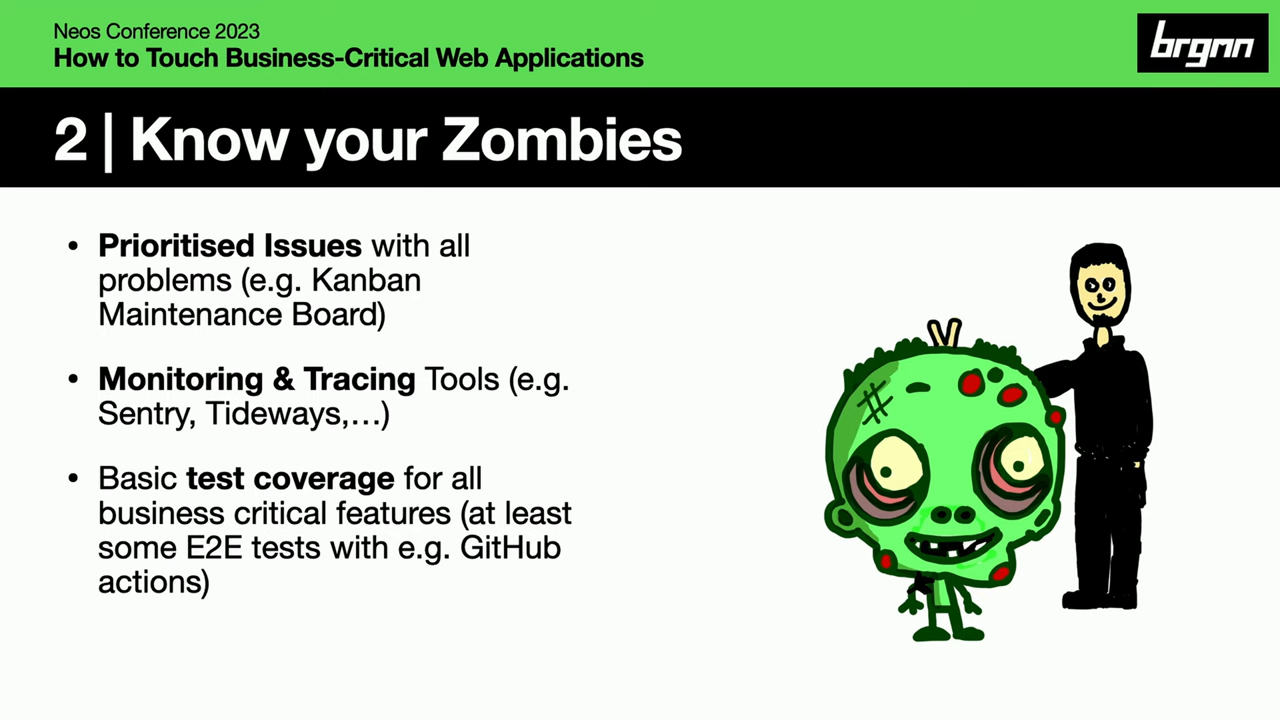 Neos Conference 2023
How to Touch Business-Critical Web Applications
brgnn
2 | Know your Zombies
• Prioritised Issues with all
problems (e.g. Kanban
Maintenance Board)
• Monitoring & Tracing Tools (e.g.
Sentry, Tideways,…)
• Basic test coverage for all
business critical features (at least
some E2E tests with e.g. GitHub
actions)